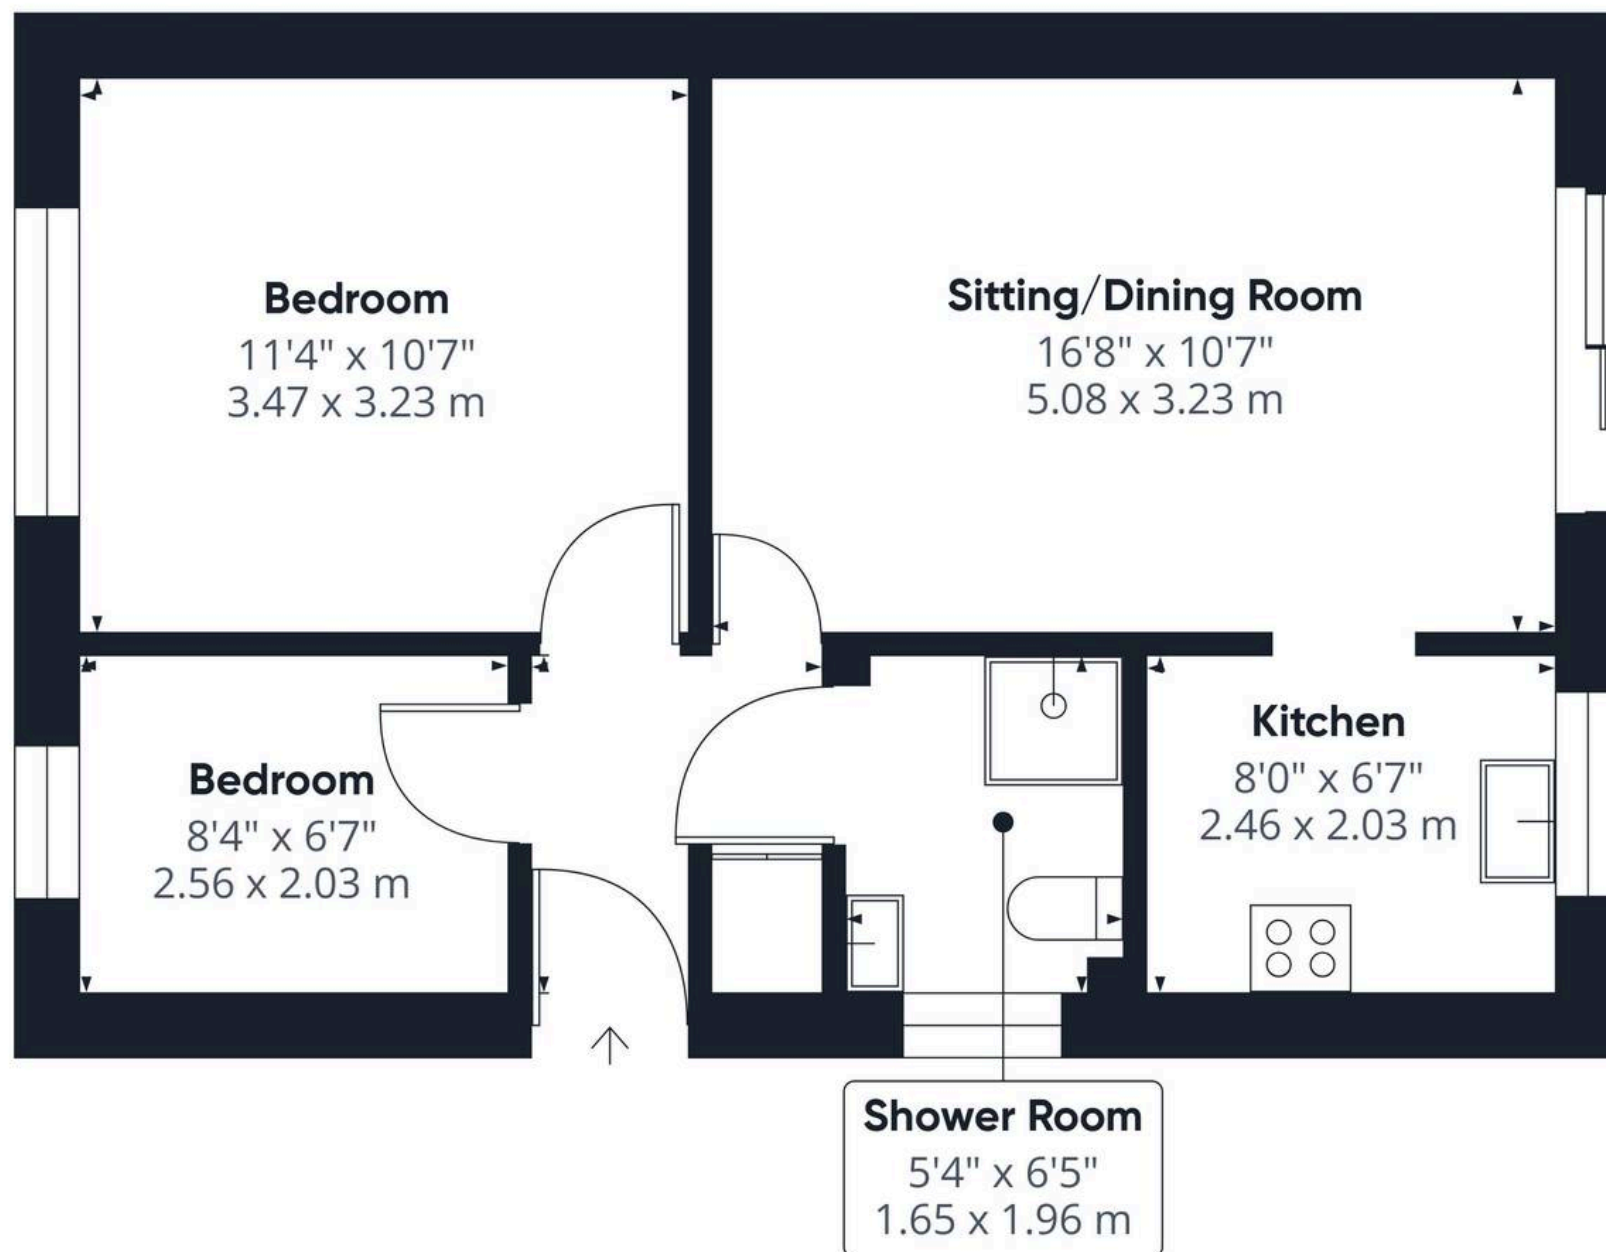 Bedroom
11'4" x 10'7"
3.47 x 3.23 m
Sitting/Dining Room
16'8" x 10'7"
5.08 x 3.23 m
Bedroom
8'4" x 6'7"
2.56 x 2.03 m
Kitchen
8'0" x 6'7"
2.46 x 2.03 m
Shower Room
5'4" x 6'5"
1.65 x 1.96 m